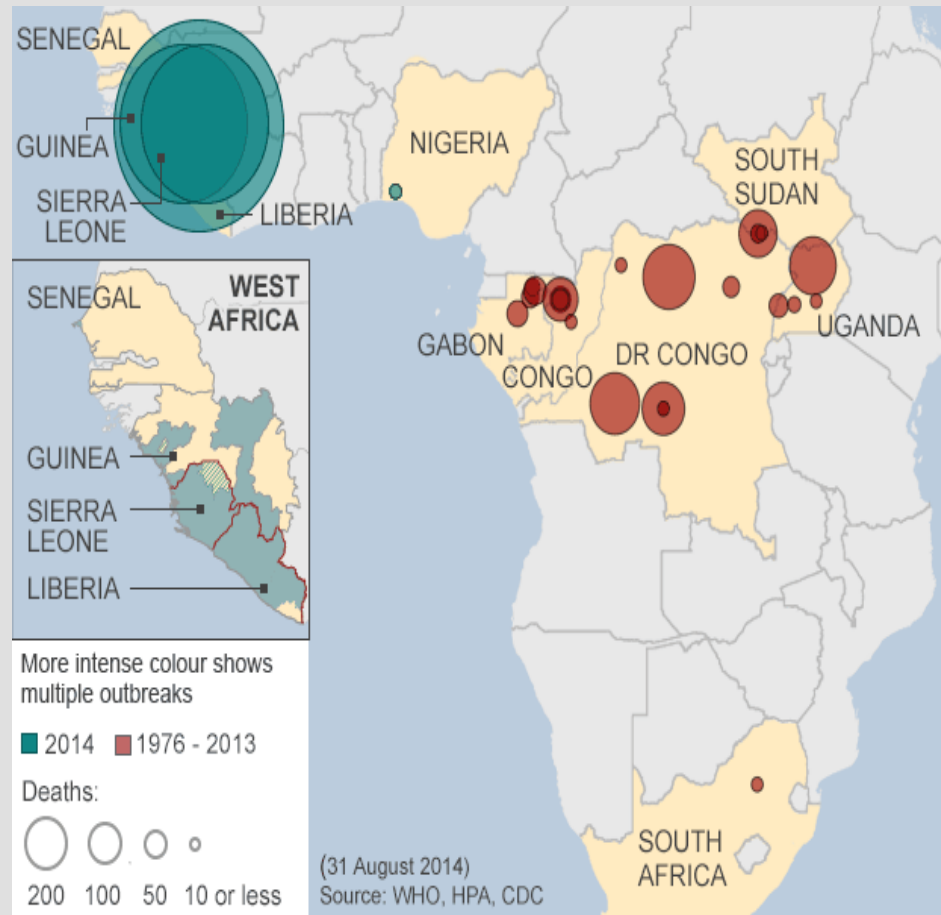 SENEGAL
GUINEA
SIERRA
LEONE
LIBERIA
NIGERIA
SOUTH
SUDAN
UGANDA
GABON
CONGO
DR CONGO
SOUTH
AFRICA
WEST
AFRICA
SENEGAL
GUINEA
SIERRA
LEONE
LIBERIA
More intense colour shows
multiple outbreaks
2014 1976 - 2013
Deaths:
200 100 50 10 or less
(31 August 2014)
Source: WHO, HPA, CDC